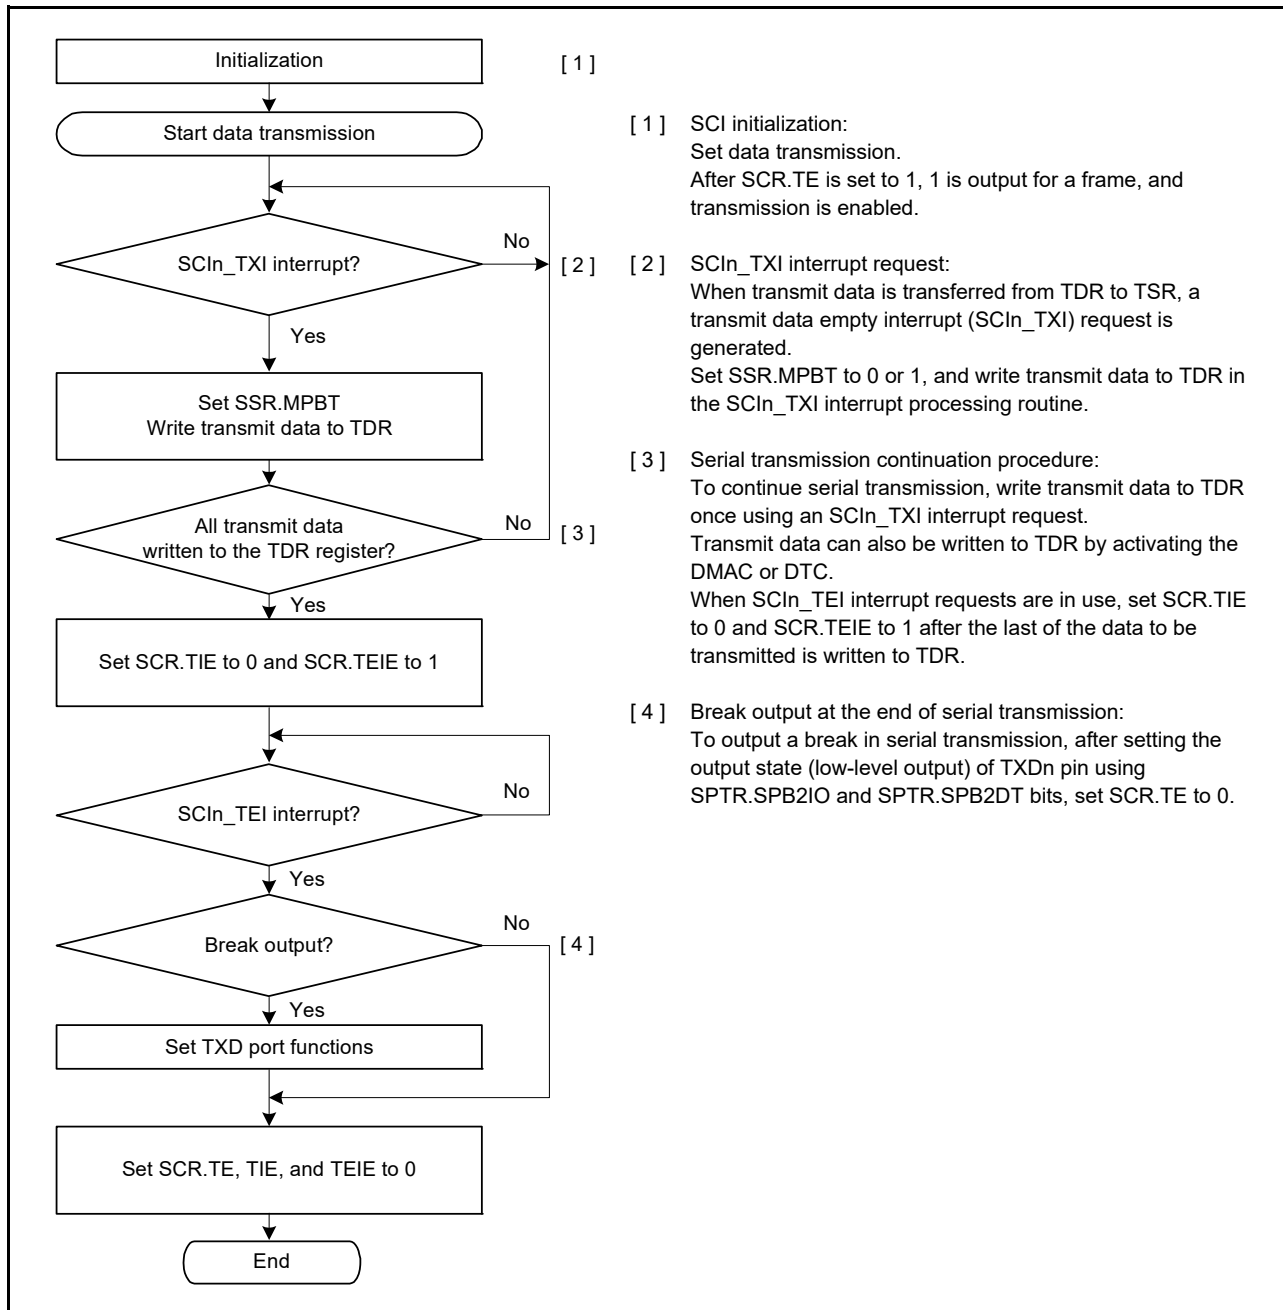 Initialization
[ 1 ]
Start data transmission
SCIn_TXI interrupt?
No
[ 2 ]
Yes
Set SSR.MPBT
Write transmit data to TDR
All transmit data
written to the TDR register?
No
[ 3 ]
Yes
Set SCR.TIE to 0 and SCR.TEIE to 1
SCIn_TEI interrupt?
No
Yes
Break output?
No
[ 4 ]
Yes
Set TXD port functions
Set SCR.TE, TIE, and TEIE to 0
End
[ 1 ] SCI initialization:
Set data transmission.
After SCR.TE is set to 1, 1 is output for a frame, and
transmission is enabled.
[ 2 ] SCIn_TXI interrupt request:
When transmit data is transferred from TDR to TSR, a
transmit data empty interrupt (SCIn_TXI) request is
generated.
Set SSR.MPBT to 0 or 1, and write transmit data to TDR in
the SCIn_TXI interrupt processing routine.
[ 3 ] Serial transmission continuation procedure:
To continue serial transmission, write transmit data to TDR
once using an SCIn_TXI interrupt request.
Transmit data can also be written to TDR by activating the
DMAC or DTC.
When SCIn_TEI interrupt requests are in use, set SCR.TIE
to 0 and SCR.TEIE to 1 after the last of the data to be
transmitted is written to TDR.
[ 4 ] Break output at the end of serial transmission:
To output a break in serial transmission, after setting the
output state (low-level output) of TXDn pin using
SPTR.SPB2IO and SPTR.SPB2DT bits, set SCR.TE to 0.